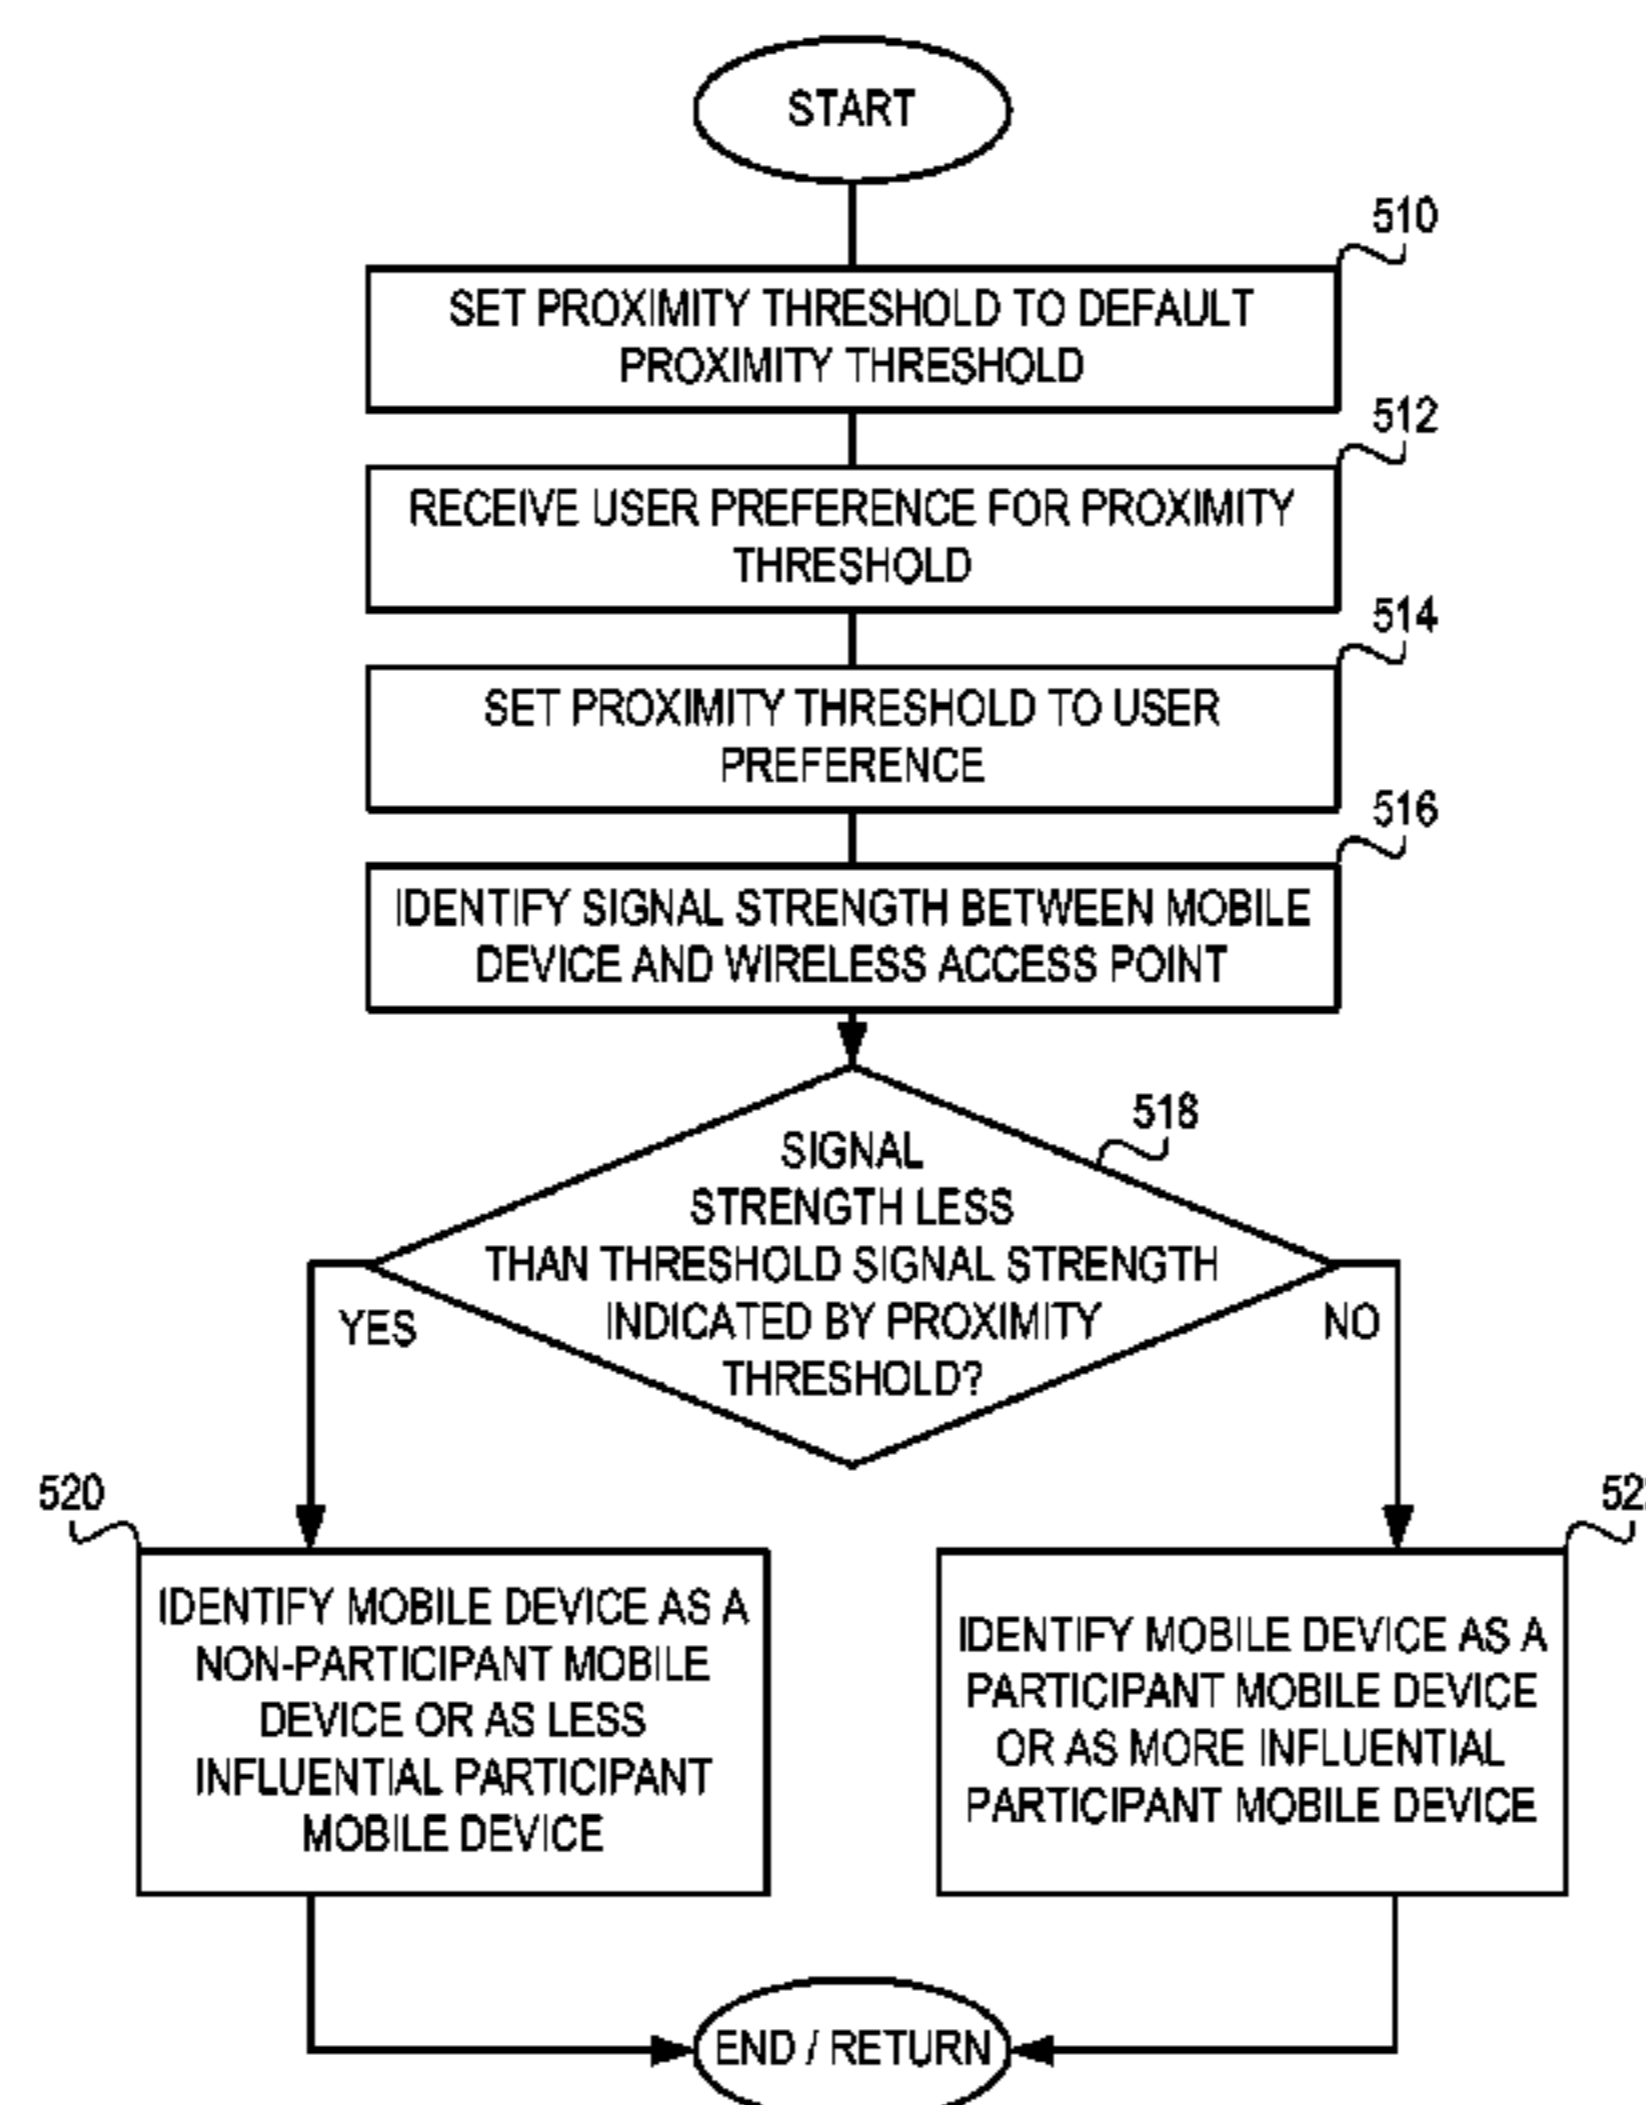 START
510
SET PROXIMITY THRESHOLD TO DEFAULT
PROXIMITY THRESHOLD
512
RECEIVE USER PREFERENCE FOR PROXIMITY
THRESHOLD
514
SET PROXIMITY THRESHOLD TO USER
PREFERENCE
516
IDENTIFY SIGNAL STRENGTH BETWEEN MOBILE
DEVICE AND WIRELESS ACCESS POINT
518
SIGNAL
STRENGTH LESS
THAN THRESHOLD SIGNAL STRENGTH
INDICATED BY PROXIMITY
THRESHOLD?
YES
NO
520
IDENTIFY MOBILE DEVICE AS A
NON-PARTICIPANT MOBILE
DEVICE OR AS LESS
INFLUENTIAL PARTICIPANT
MOBILE DEVICE
IDENTIFY MOBILE DEVICE AS A
PARTICIPANT MOBILE DEVICE
OR AS MORE INFLUENTIAL
PARTICIPANT MOBILE DEVICE
END / RETURN